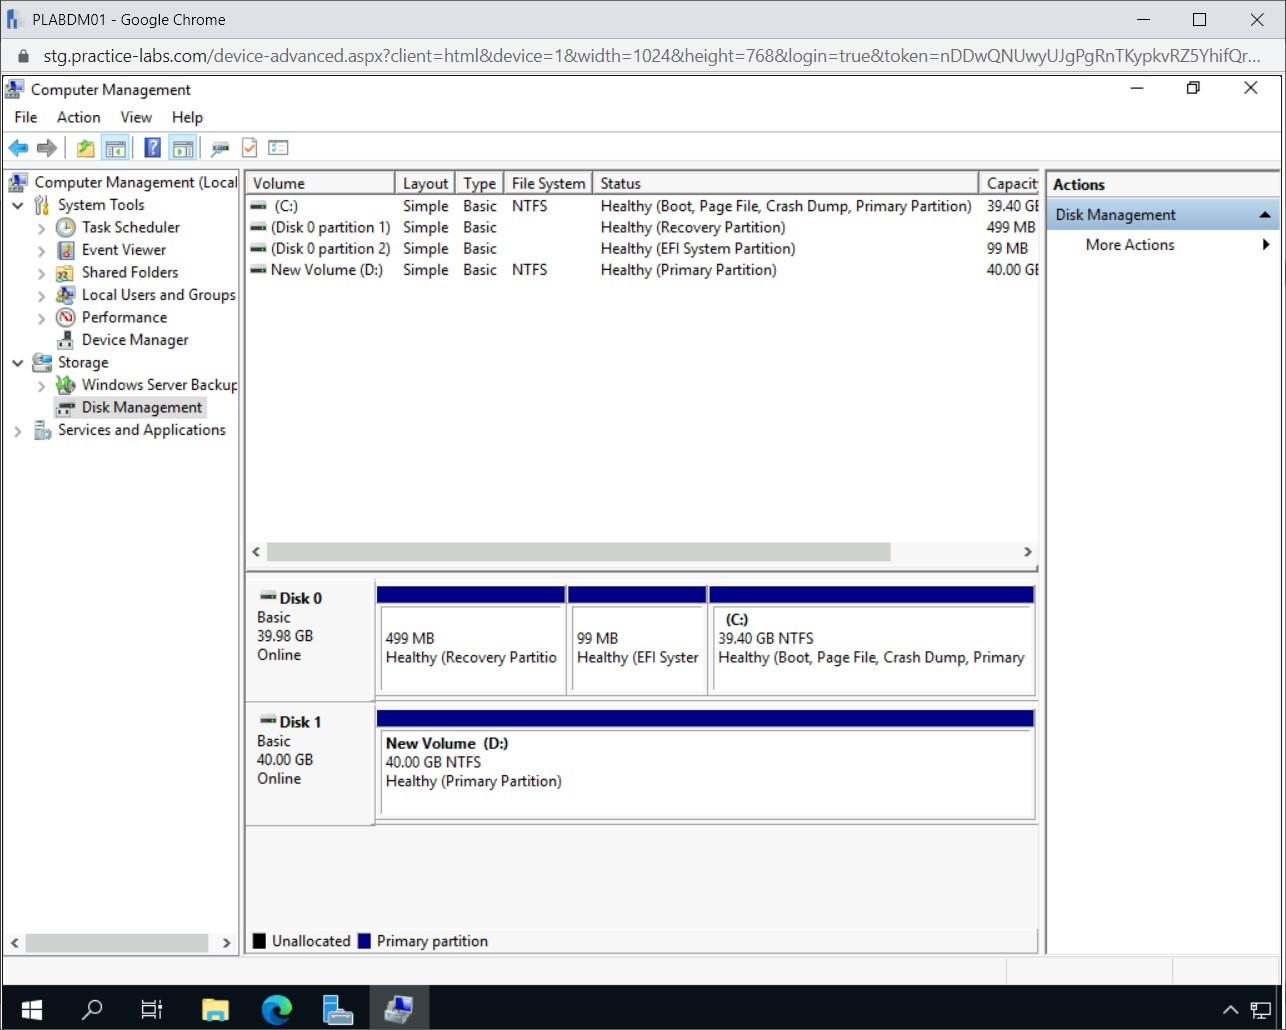 PLABDM01 - Google Chrome
stg.practice-labs.com/device-advanced.aspx?client=html&device=1&width=1024&height=768&login=true&token=nDDwQNUwyUJgPgRnTKypkvRZ5YhifQr...
Computer Management
File Action View Help
Computer Management (Local
System Tools
Task Scheduler
Event Viewer
Shared Folders
Local Users and Groups
Performance
Device Manager
Storage
Windows Server Backup
Disk Management
Services and Applications
Volume Layout Type File System Status Capacit
(C:) Simple Basic NTFS Healthy (Boot, Page File, Crash Dump, Primary Partition) 39.40 GB
(Disk 0 partition 1) Simple Basic Healthy (Recovery Partition) 499 MB
(Disk 0 partition 2) Simple Basic Healthy (EFI System Partition) 99 MB
New Volume (D:) Simple Basic NTFS Healthy (Primary Partition) 40.00 GB
Disk 0
Basic
39.98 GB
Online
499 MB
Healthy (Recovery Partitio
99 MB
Healthy (EFI Syster
(C:)
39.40 GB NTFS
Healthy (Boot, Page File, Crash Dump, Primary
Disk 1
Basic
40.00 GB
Online
New Volume (D:)
40.00 GB NTFS
Healthy (Primary Partition)
Unallocated Primary partition
Actions
Disk Management
More Actions